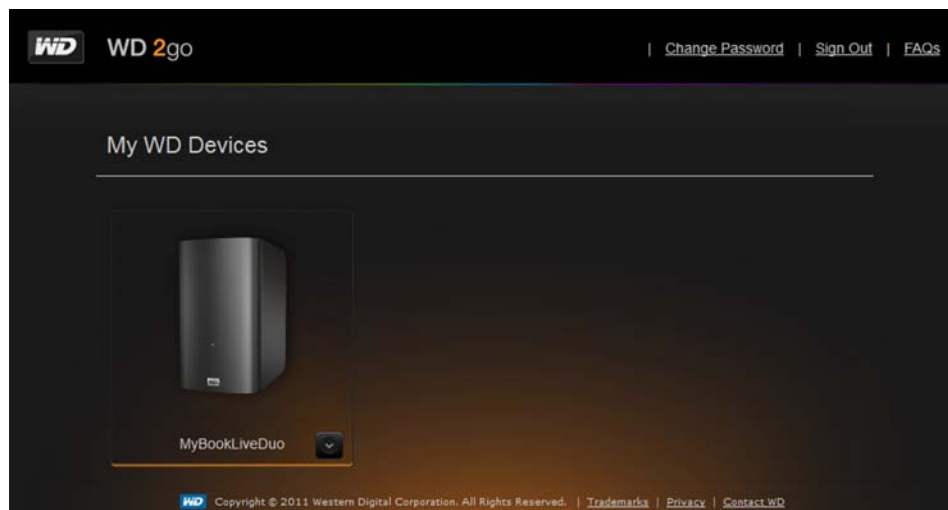 WD WD 2go | Change Password | Sign Out | FAQs
My WD Devices
MyBookLiveDuo
WD Copyright © 2011 Western Digital Corporation. All Rights Reserved. | Trademarks | Privacy | Contact WD